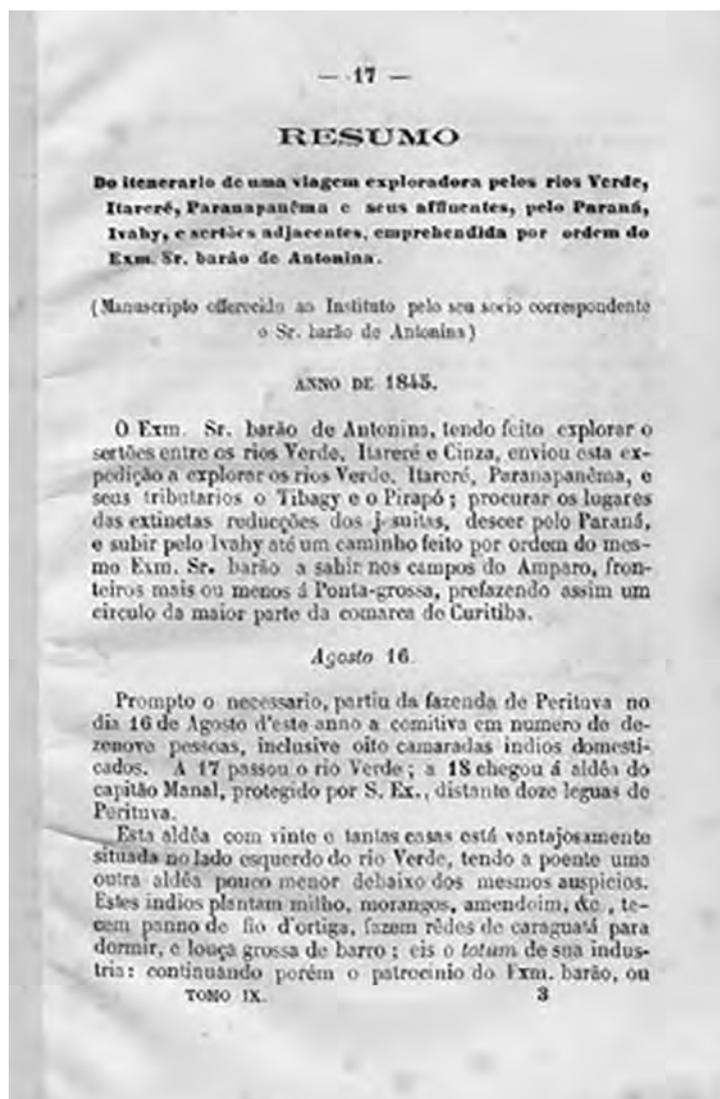 — 17 —
RESUMO
Do itenerario de uma viagem exploradora pelos rios Verde,
Itareré, Paranapanêma e seus affluentes, pelo Paraná,
Ivahy, e sertões adjacentes, emprehendida por ordem do
Exm. Sr. barão de Antonina.
(Manuscripto offerecido ao Instituto pelo seu socio correspondente
o Sr. barão de Antonina)
ANNO DE 1845.
O Exm. Sr. barão de Antonina, tendo feito explorar o
sertões entre os rios Verde, Itareré e Cinza, enviou esta ex-
pedição a explorar os rios Verde, Itareré, Paranapanêma, e
seus tributarios o Tibagy e o Pirapó ; procurar os lugares
das extinctas reducções dos j suitas, descer pelo Paraná,
e subir pelo Ivahy até um caminho feito por ordem do mes-
mo Exm. Sr. barão a sahir nos campos do Amparo, fron-
teiros mais ou menos á Ponta-grossa, prefazendo assim um
circulo da maior parte da comarca de Curitiba.
Agosto 16.
Prompto o necessario, partiu da fazenda de Perituva no
dia 16 de Agosto d'este anno a comitiva em numero de de-
zenove pessoas, inclusive oito camaradas indios domesti-
cados. A 17 passou o rio Verde ; a 18 chegou á aldêa do
capitão Manal, protegido por S. Ex., distante doze leguas de
Perituva.
Esta aldêa com vinte e tantas casas está vantajosamente
situada no lado esquerdo do rio Verde, tendo a poente uma
outra aldêa pouco menor debaixo dos mesmos auspicios.
Estes indios plantam milho, morangos, amendoim, &c , te-
cem panno de fio d'ortiga, fazem rêdes de caraguatá para
dormir, e louça grossa de barro ; eis o totum de sua indus-
tria: continuando porém o patrocinio do Exm. barão, ou
TOMO IX. 3